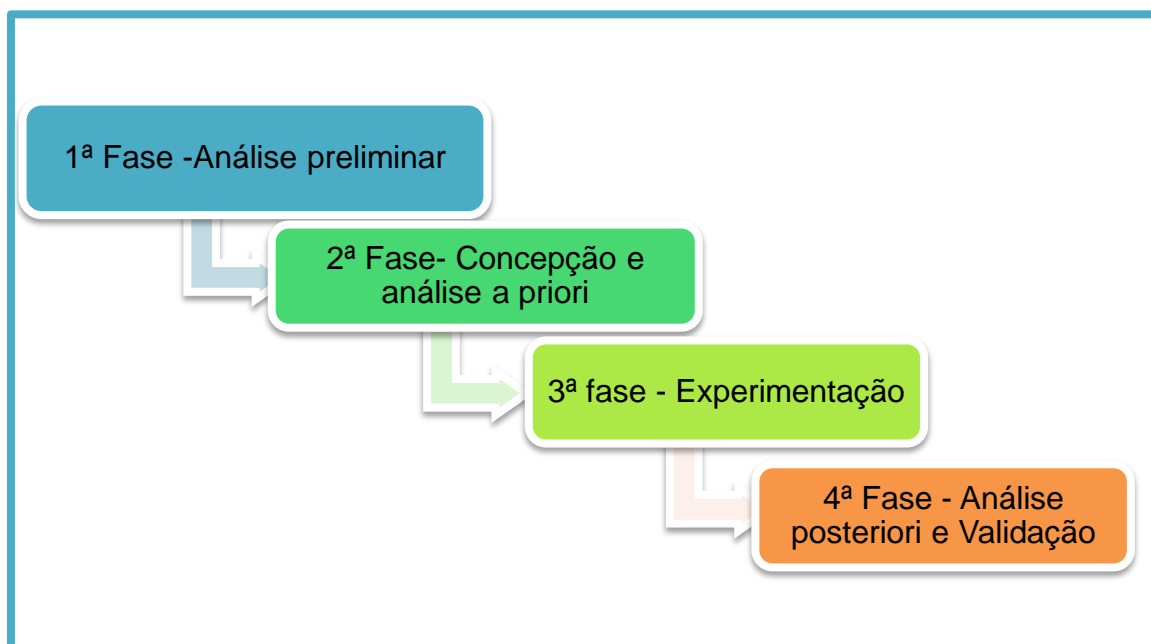 1ª Fase -Análise preliminar
2ª Fase- Concepção e
análise a priori
3ª fase - Experimentação
4ª Fase - Análise
posteriori e Validação